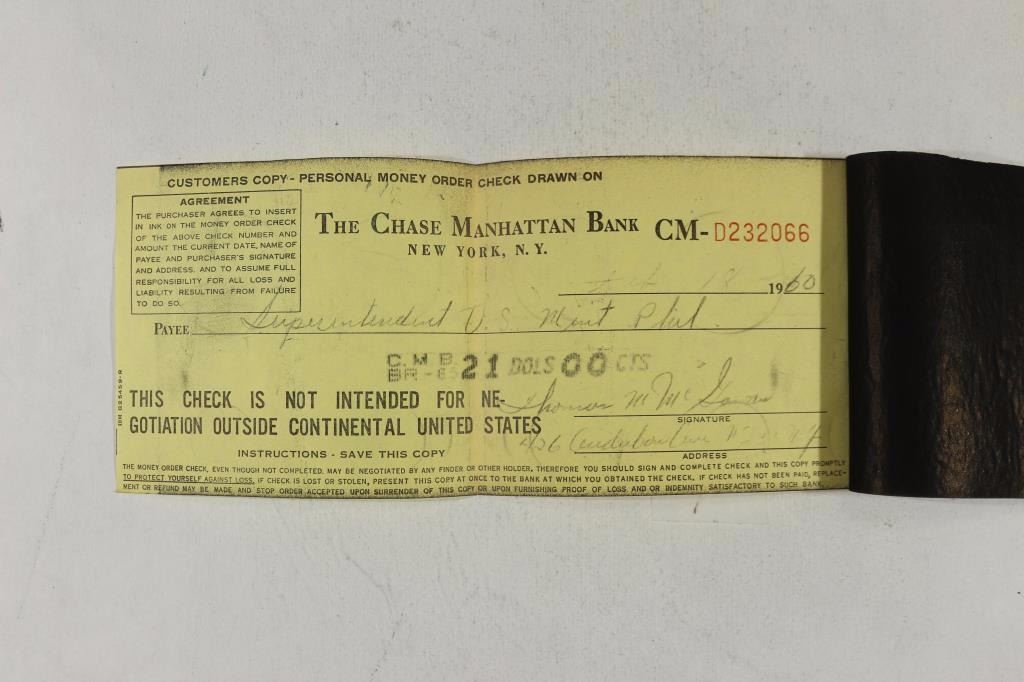 CUSTOMERS COPY - PERSONAL MONEY ORDER CHECK DRAWN ON
AGREEMENT
THE PURCHASER AGREES TO INSERT
IN INK ON THE MONEY ORDER CHECK
OF THE ABOVE CHECK NUMBER AND
AMOUNT THE CURRENT DATE, NAME OF
PAYEE AND PURCHASER'S SIGNATURE
AND ADDRESS. AND TO ASSUME FULL
RESPONSIBILITY FOR ALL LOSS AND
LIABILITY RESULTING FROM FAILURE
TO DO SO.
THE CHASE MANHATTAN BANK
NEW YORK, N. Y.
CM-D232066
18 1960
PAYEE Superintendent U.S. Mint Phil.
C.M.B.
BR-65 21 DOLS 00 CTS
THIS CHECK IS NOT INTENDED FOR NE-
GOTIATION OUTSIDE CONTINENTAL UNITED STATES
Thomas M Mc
SIGNATURE
ADDRESS
INSTRUCTIONS - SAVE THIS COPY
THE MONEY ORDER CHECK, EVEN THOUGH NOT COMPLETED, MAY BE NEGOTIATED BY ANY FINDER OR OTHER HOLDER, THEREFORE YOU SHOULD SIGN AND COMPLETE CHECK AND THIS COPY PROMPTLY
TO PROTECT YOURSELF AGAINST LOSS, IF CHECK IS LOST OR STOLEN, PRESENT THIS COPY AT ONCE TO THE BANK AT WHICH YOU OBTAINED THE CHECK. IF CHECK HAS NOT BEEN PAID, REPLACE-
MENT OR REFUND MAY BE MADE, AND STOP ORDER ACCEPTED UPON SURRENDER OF THIS COPY OR UPON FURNISHING PROOF OF LOSS AND/OR INDEMNITY SATISFACTORY TO SUCH BANK.